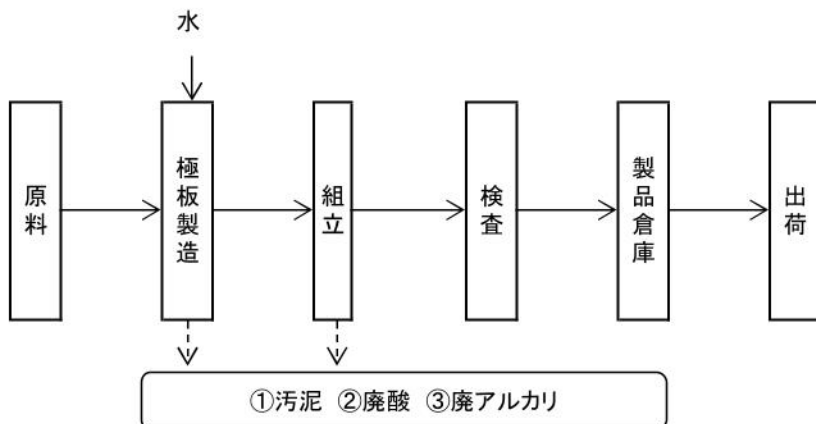 水
原料
極板製造
組立
検査
製品倉庫
出荷
①汚泥 ②廃酸 ③廃アルカリ